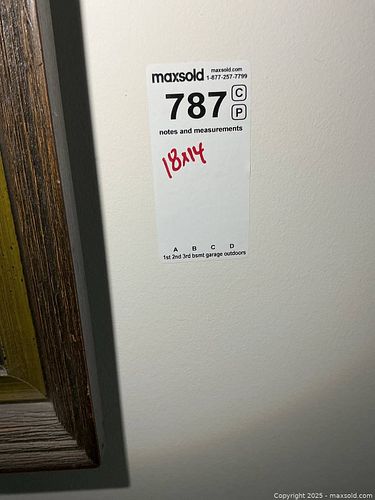 maxsold maxsold.com
1-877-257-7799
787 C
P
notes and measurements
18x14
A B C D
1st 2nd 3rd bsmt garage outdoors
Copyright © 2025 - maxsold.com